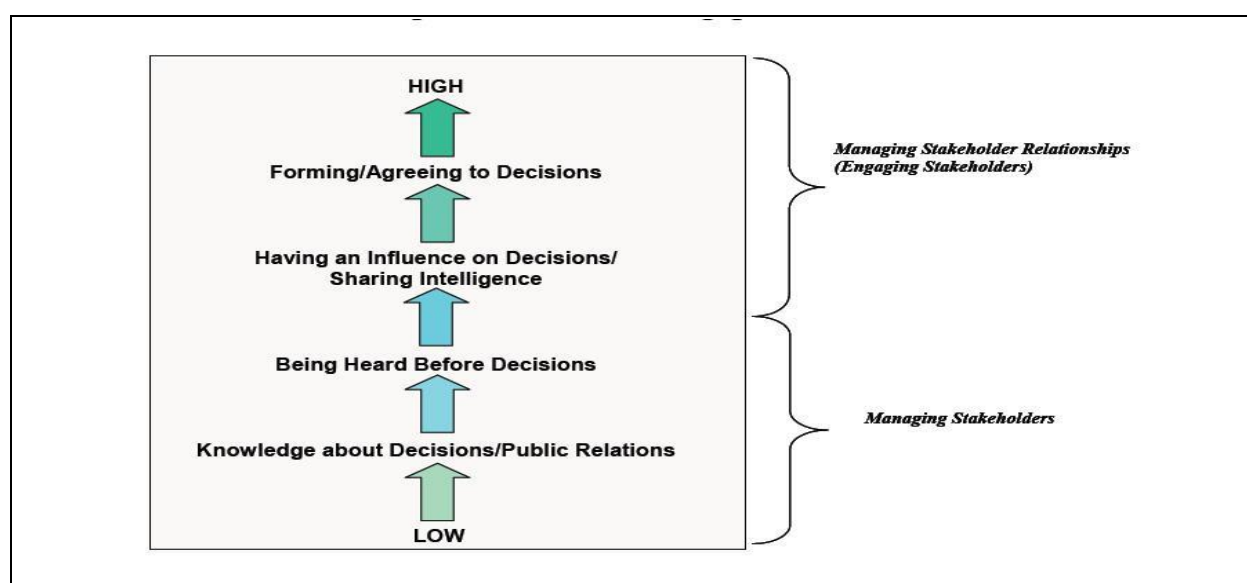 HIGH
Forming/Agreeing to Decisions
Having an Influence on Decisions/
Sharing Intelligence
Being Heard Before Decisions
Knowledge about Decisions/Public Relations
LOW
Managing Stakeholder Relationships
(Engaging Stakeholders)
Managing Stakeholders